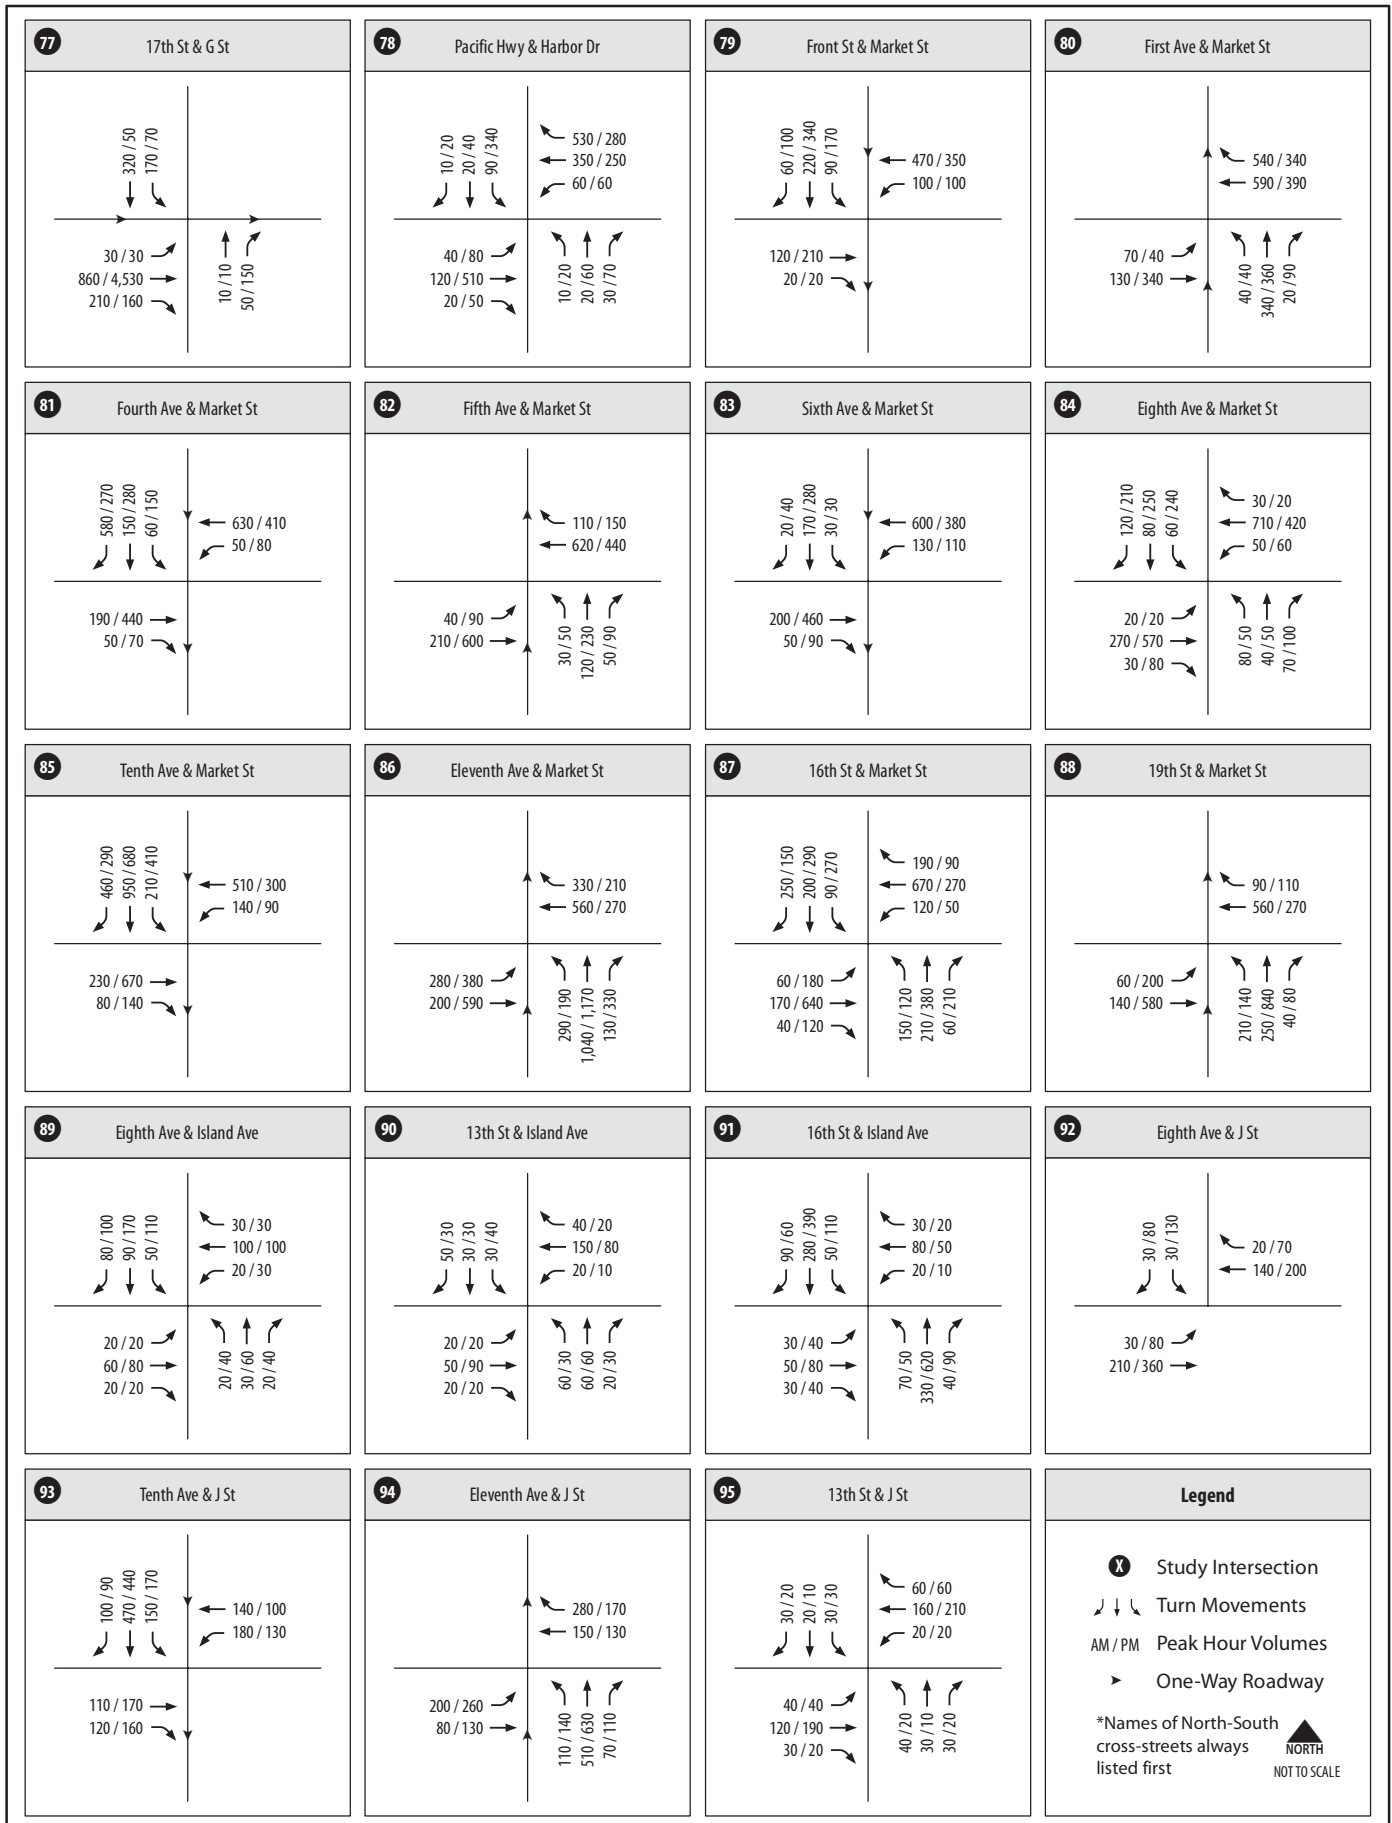 77
17th St & G St
320 / 50
170 / 70
30 / 30
860 / 4,530
210 / 160
10 / 10
50 / 150
78
Pacific Hwy & Harbor Dr
10 / 20
20 / 40
90 / 340
530 / 280
350 / 250
60 / 60
40 / 80
120 / 510
20 / 50
10 / 20
20 / 60
30 / 70
79
Front St & Market St
60 / 100
220 / 340
90 / 170
470 / 350
100 / 100
120 / 210
20 / 20
80
First Ave & Market St
540 / 340
590 / 390
70 / 40
130 / 340
40 / 40
340 / 360
20 / 90
81
Fourth Ave & Market St
580 / 270
150 / 280
60 / 150
630 / 410
50 / 80
190 / 440
50 / 70
82
Fifth Ave & Market St
110 / 150
620 / 440
40 / 90
210 / 600
30 / 50
120 / 230
50 / 90
83
Sixth Ave & Market St
20 / 40
170 / 280
30 / 30
600 / 380
130 / 110
200 / 460
50 / 90
84
Eighth Ave & Market St
120 / 210
80 / 250
60 / 240
30 / 20
710 / 420
50 / 60
20 / 20
270 / 570
30 / 80
80 / 50
40 / 50
70 / 100
85
Tenth Ave & Market St
460 / 290
950 / 680
210 / 410
510 / 300
140 / 90
230 / 670
80 / 140
86
Eleventh Ave & Market St
330 / 210
560 / 270
280 / 380
200 / 590
290 / 190
1,040 / 1,170
130 / 330
87
16th St & Market St
250 / 150
200 / 290
90 / 270
190 / 90
670 / 270
120 / 50
60 / 180
170 / 640
40 / 120
150 / 120
210 / 380
60 / 210
88
19th St & Market St
90 / 110
560 / 270
60 / 200
140 / 580
210 / 140
250 / 840
40 / 80
89
Eighth Ave & Island Ave
80 / 100
90 / 170
50 / 110
30 / 30
100 / 100
20 / 30
20 / 20
60 / 80
20 / 20
20 / 40
30 / 60
20 / 40
90
13th St & Island Ave
50 / 30
30 / 30
30 / 40
40 / 20
150 / 80
20 / 10
20 / 20
50 / 90
20 / 20
60 / 30
60 / 60
20 / 30
91
16th St & Island Ave
90 / 60
280 / 390
50 / 110
30 / 20
80 / 50
20 / 10
30 / 40
50 / 80
30 / 40
70 / 50
330 / 620
40 / 90
92
Eighth Ave & J St
30 / 80
30 / 130
20 / 70
140 / 200
30 / 80
210 / 360
93
Tenth Ave & J St
100 / 90
470 / 440
150 / 170
140 / 100
180 / 130
110 / 170
120 / 160
94
Eleventh Ave & J St
280 / 170
150 / 130
200 / 260
80 / 130
110 / 140
510 / 630
70 / 110
95
13th St & J St
30 / 20
20 / 10
30 / 30
60 / 60
160 / 210
20 / 20
40 / 40
120 / 190
30 / 20
40 / 20
30 / 10
30 / 20
Legend
X Study Intersection
Turn Movements
AM / PM Peak Hour Volumes
One-Way Roadway
*Names of North-South
cross-streets always
listed first
NORTH
NOT TO SCALE